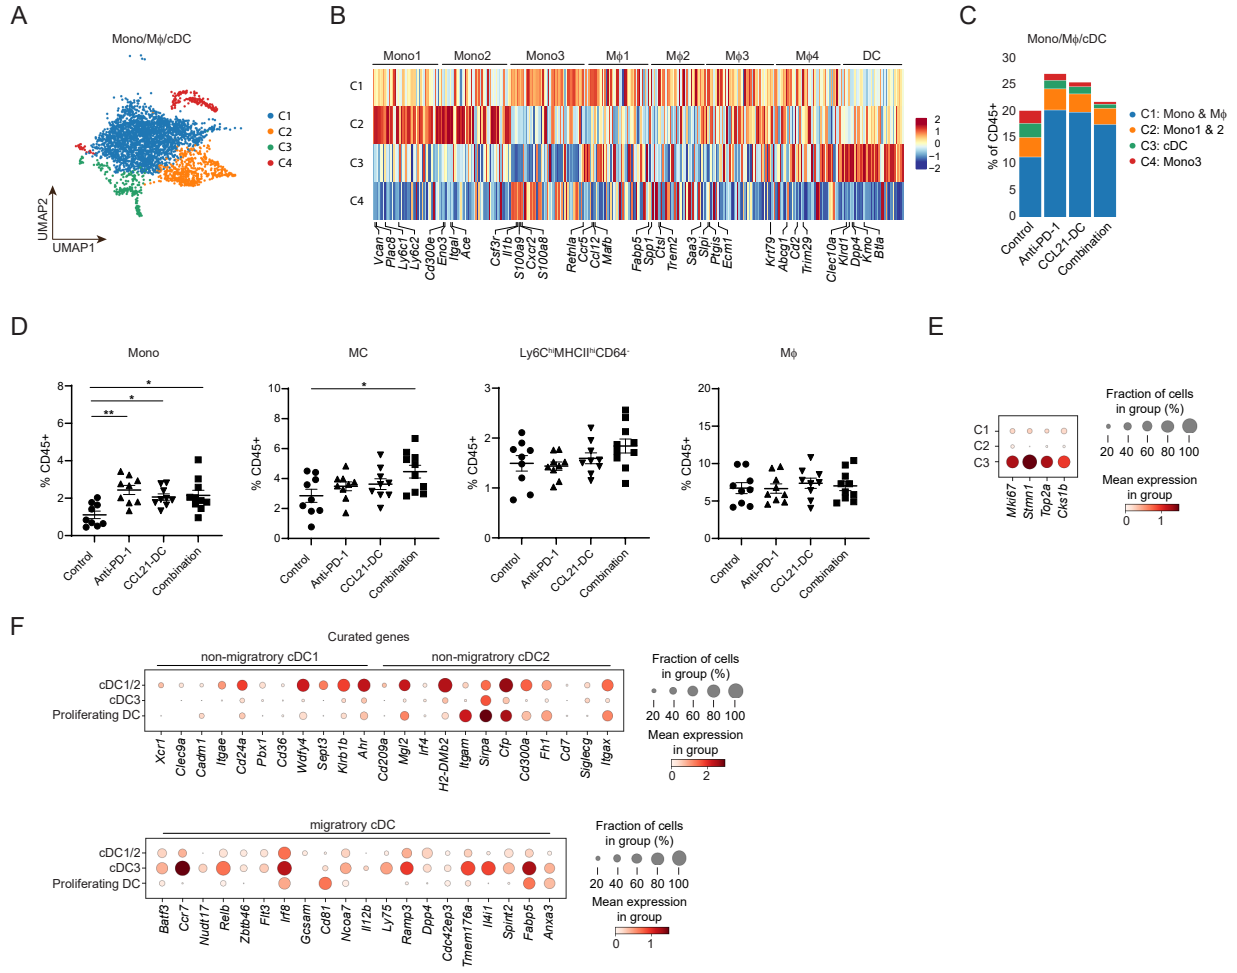 A
Mono/Mϕ/cDC
C1
C2
C3
C4
UMAP2
UMAP1
B
Mono1 Mono2 Mono3 Mϕ1 Mϕ2 Mϕ3 Mϕ4 DC
C1
C2
C3
C4
2
1
0
−1
−2
Vcan Plac8 Ly6c1 Ly6c2 Cd300e Eno3 Itgal Ace Csf3r Il1b S100a9 Cxcr2 S100a8 Retnla Ccr5 Ccl12 Mafb Fabp5 Spp1 Ctsl Trem2 Saa3 Slpi Ptgis Ecm1 Krt79 Abcg1 Cd2 Trim29 Clec10a Klrd1 Dpp4 Kmo Btla
C
Mono/Mϕ/cDC
% of CD45+
30
25
20
15
10
5
0
Control Anti-PD-1 CCL21-DC Combination
C1: Mono & Mϕ
C2: Mono1 & 2
C3: cDC
C4: Mono3
D
Mono
% CD45+
8
6
4
2
0
*
*
**
Control Anti-PD-1 CCL21-DC Combination
MC
% CD45+
10
8
6
4
2
0
*
Control Anti-PD-1 CCL21-DC Combination
Ly6ChiMHCIIhiCD64-
% CD45+
3
2
1
0
Control Anti-PD-1 CCL21-DC Combination
Mϕ
% CD45+
20
15
10
5
0
Control Anti-PD-1 CCL21-DC Combination
E
C1
C2
C3
Mki67 Stmn1 Top2a Cks1b
Fraction of cells
in group (%)
20 40 60 80 100
Mean expression
in group
0 1
F
Curated genes
non-migratrory cDC1 non-migratrory cDC2
cDC1/2
cDC3
Proliferating DC
Xcr1 Clec9a Cadm1 Itgae Cd24a Pbx1 Cd36 Wdfy4 Sept3 Klrb1b Ahr Cd209a Mgl2 Irf4 H2-DMb2 Itgam Sirpa Cfp Cd300a Fh1 Cd7 Siglecg Itgax
Fraction of cells
in group (%)
20 40 60 80 100
Mean expression
in group
0 2
migratrory cDC
cDC1/2
cDC3
Proliferating DC
Batf3 Ccr7 Nudt17 Relb Zbtb46 Flt3 Irf8 Gcsam Cd81 Ncoa7 Il12b Ly75 Ramp3 Dpp4 Cdc42ep3 Tmem176a Il4i1 Spint2 Fabp5 Anxa3
Fraction of cells
in group (%)
20 40 60 80 100
Mean expression
in group
0 1